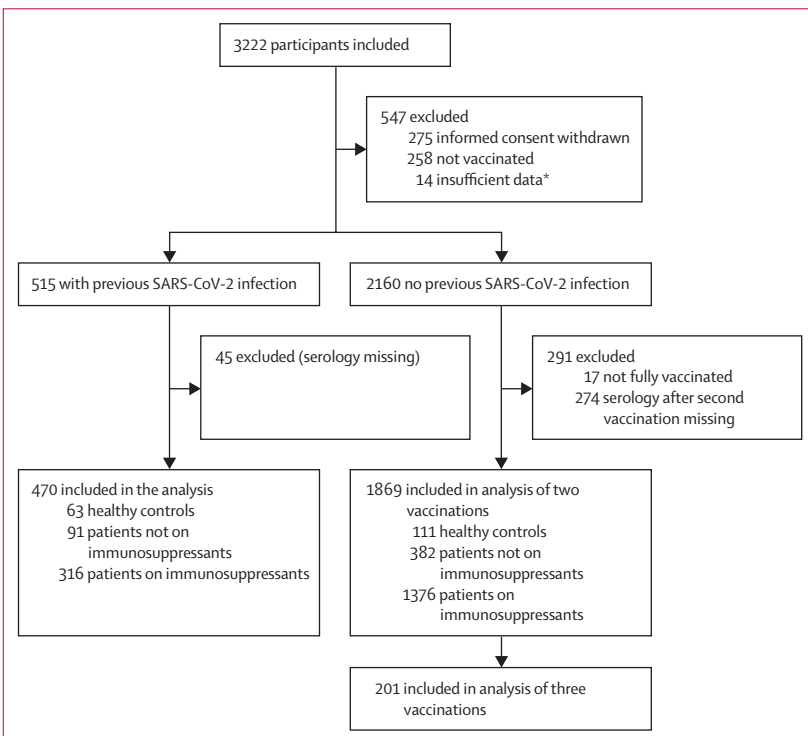 3222 participants included
547 excluded
275 informed consent withdrawn
258 not vaccinated
14 insufficient data*
515 with previous SARS-CoV-2 infection
2160 no previous SARS-CoV-2 infection
45 excluded (serology missing)
291 excluded
17 not fully vaccinated
274 serology after second
vaccination missing
470 included in the analysis
63 healthy controls
91 patients not on
immunosuppressants
316 patients on immunosuppressants
1869 included in analysis of two
vaccinations
111 healthy controls
382 patients not on
immunosuppressants
1376 patients on
immunosuppressants
201 included in analysis of three
vaccinations